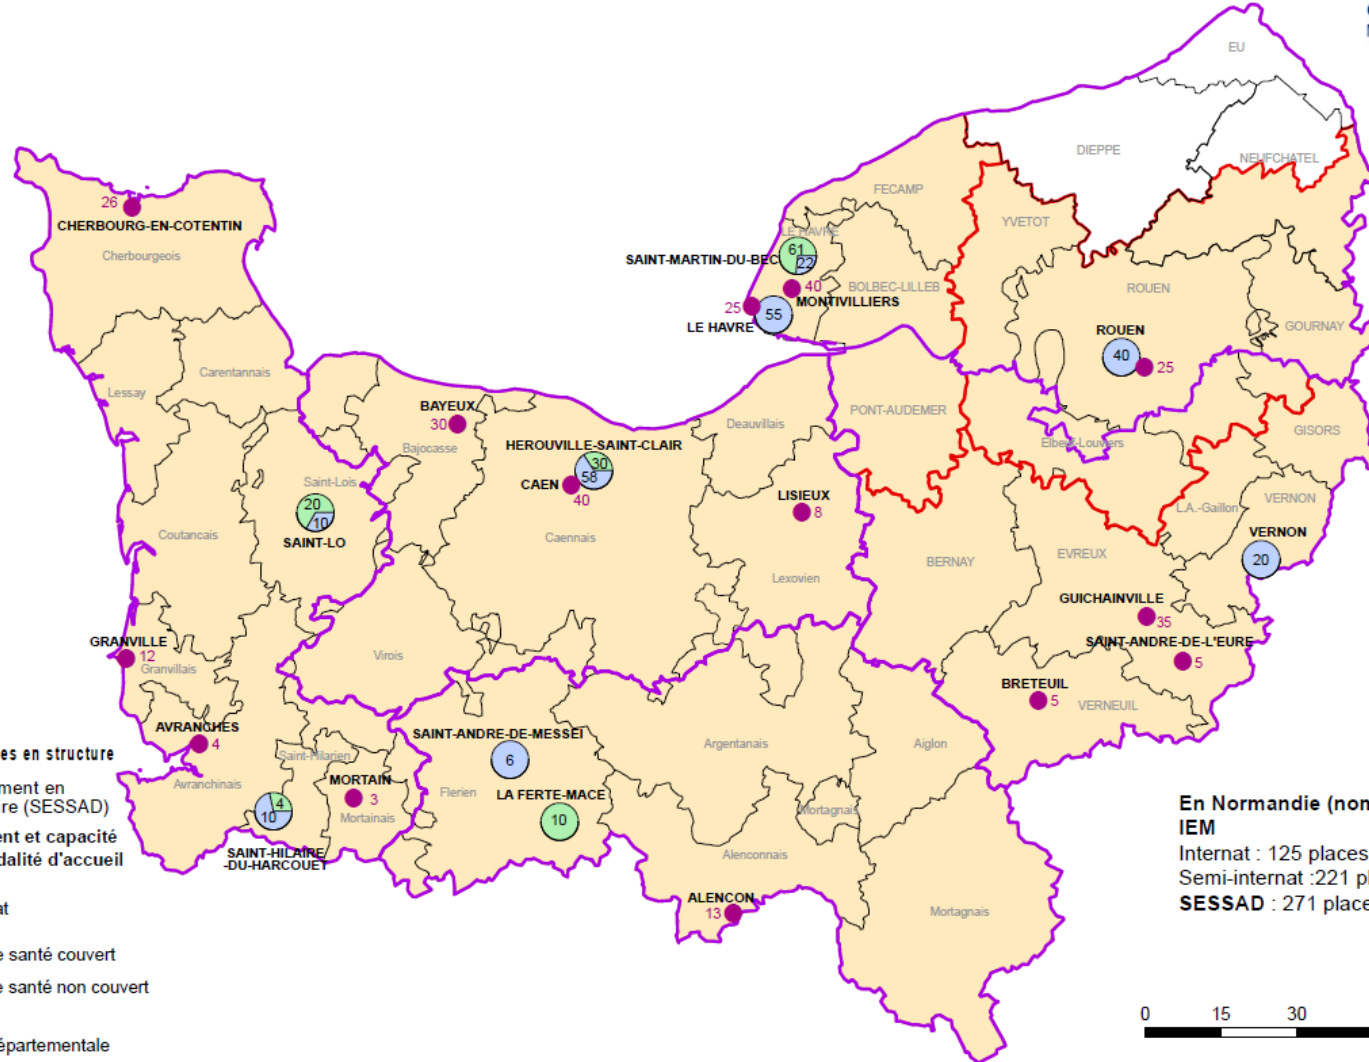 EU
DIEPPE
NEUFCHATEL
FECAMP
YVETOT
26
CHERBOURG-EN-COTENTIN
Cherbourgeois
LE HAVRE
61
22
SAINT-MARTIN-DU-BEC
40
BOLBEC-LILLEB
MONTIVILLIERS
25
55
LE HAVRE
ROUEN
ROUEN
40
25
GOURNAY
Carentannais
Lessay
BAYEUX
30
Bajocasse
HEROUVILLE-SAINT-CLAIR
30
58
CAEN
40
Caennais
Deauvillais
PONT-AUDEMER
Elbeuf-Louviers
GISORS
Saint-Lois
20
10
SAINT-LO
Coutancais
LISIEUX
8
Lexovien
L.A.-Gaillon
VERNON
VERNON
20
BERNAY
EVREUX
GUICHAINVILLE
35
SAINT-ANDRE-DE-L'EURE
5
GRANVILLE
12
Granvillais
Virois
BRETEUIL
5
VERNEUIL
AVRANCHES
4
SAINT-ANDRE-DE-MESSEI
6
Argentanais
Aiglon
Saint-Hilarien
Avranchinais
MORTAIN
3
Mortainais
Flerien
LA FERTE-MACE
10
Mortagnais
4
10
SAINT-HILAIRE
-DU-HARCOUET
Alenconnais
ALENCON
13
Mortagnais
es en structure
ment en
re (SESSAD)
ent et capacité
dalité d'accueil
at
e santé couvert
e santé non couvert
épartementale
En Normandie (non
IEM
Internat : 125 places
Semi-internat :221 pl
SESSAD : 271 place
0 15 30